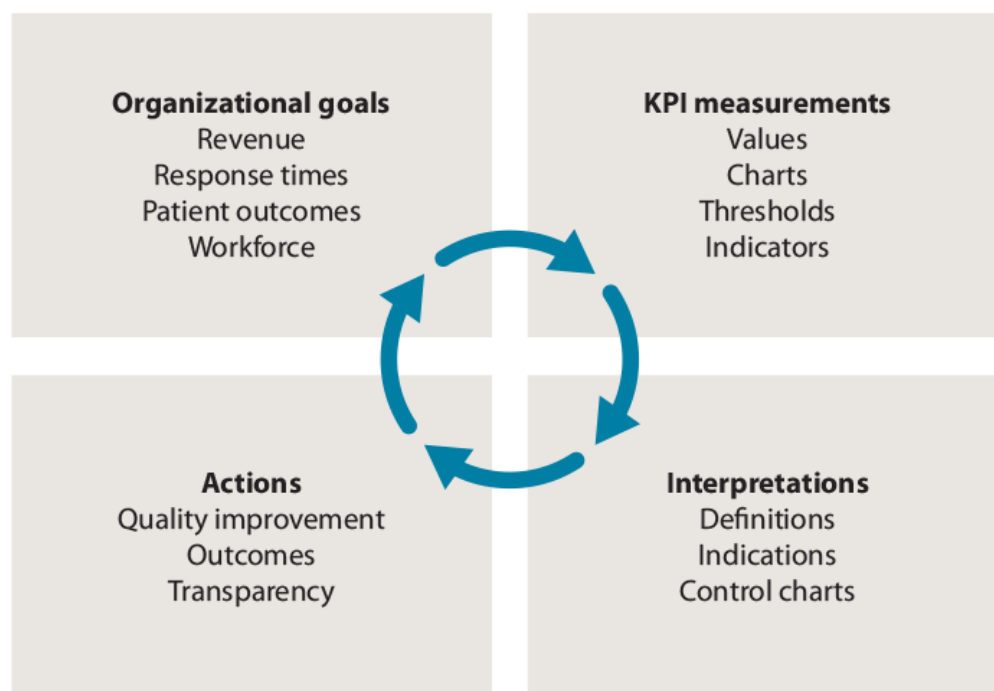 Organizational goals
Revenue
Response times
Patient outcomes
Workforce
KPI measurements
Values
Charts
Thresholds
Indicators
Actions
Quality improvement
Outcomes
Transparency
Interpretations
Definitions
Indications
Control charts